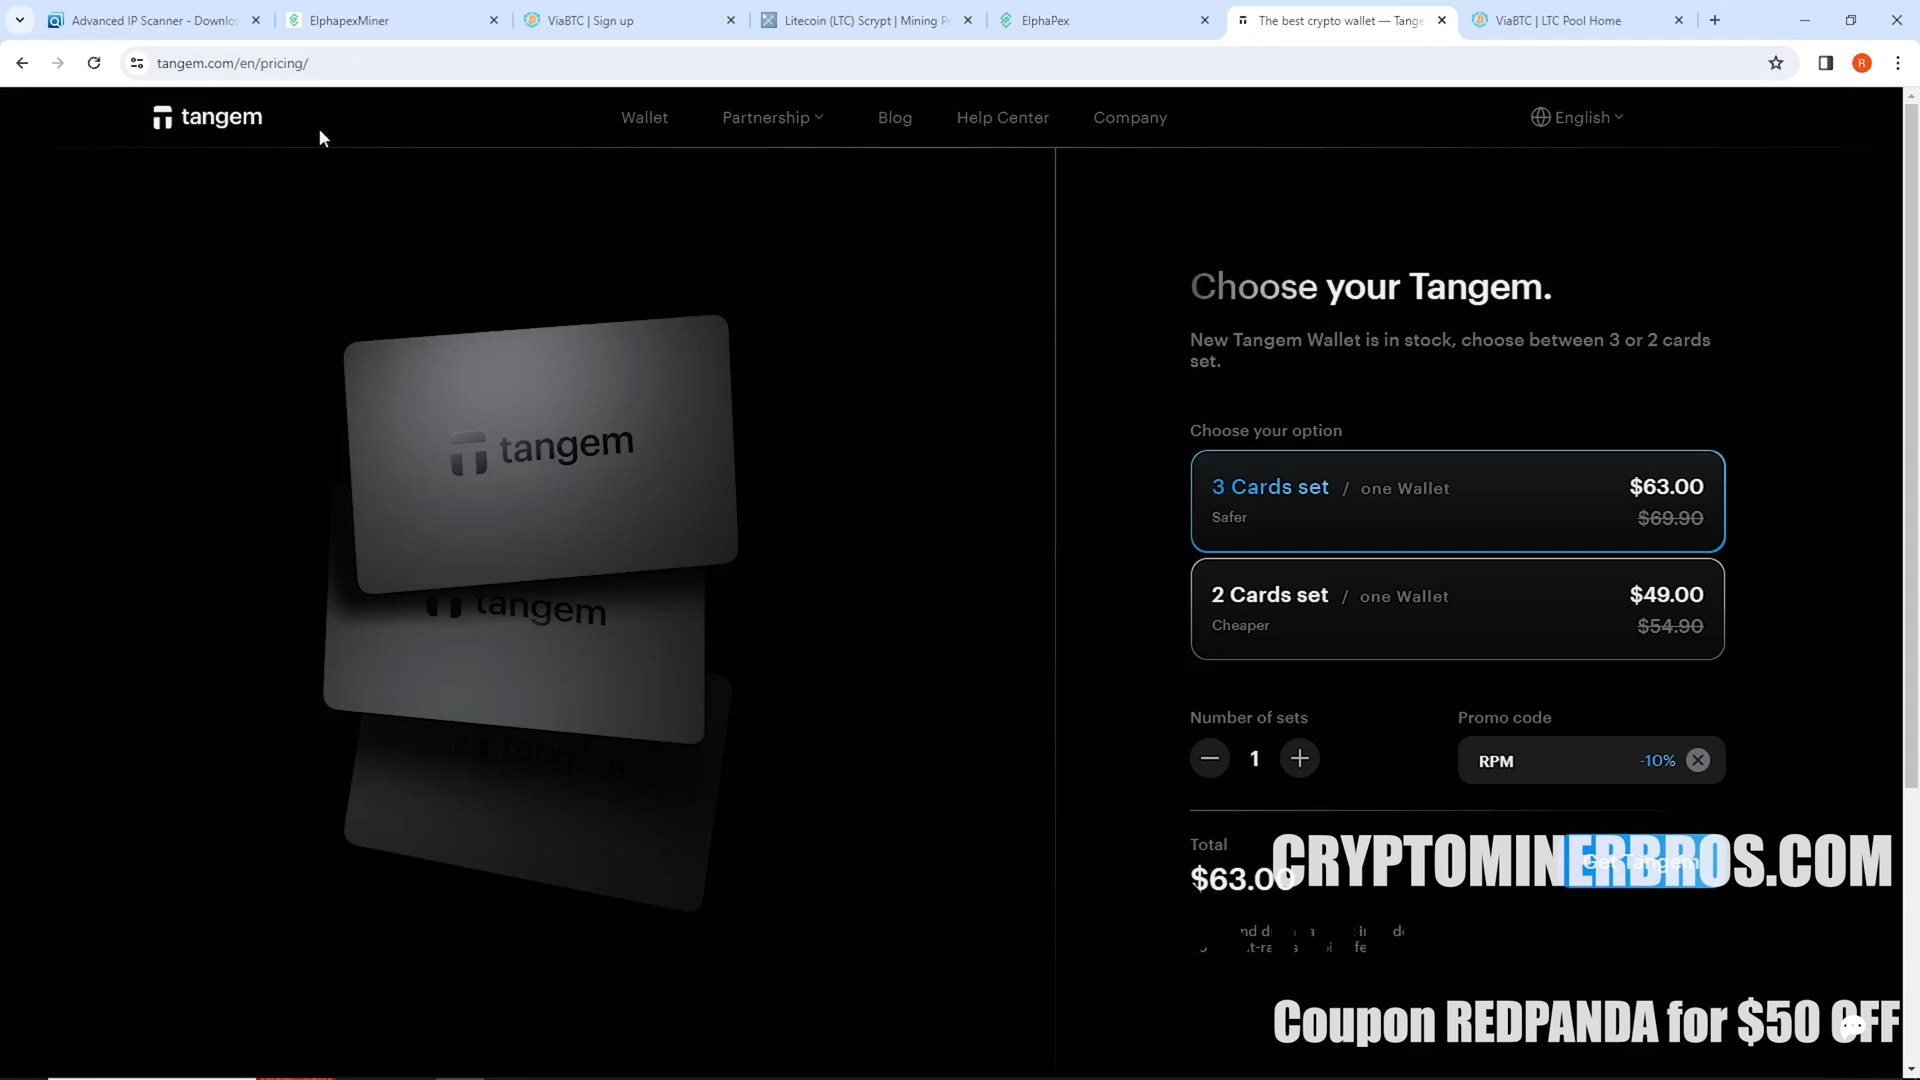 Advanced IP Scanner - Downlo
ElphapexMiner
ViaBTC | Sign up
Litecoin (LTC) Scrypt | Mining P
ElphaPex
The best crypto wallet — Tange
ViaBTC | LTC Pool Home
tangem.com/en/pricing/
R
tangem
Wallet
Partnership
Blog
Help Center
Company
English
tangem
tangem
Choose your Tangem.
New Tangem Wallet is in stock, choose between 3 or 2 cards
set.
Choose your option
3 Cards set / one Wallet $63.00
Safer $69.90
2 Cards set / one Wallet $49.00
Cheaper $54.90
Number of sets
Promo code
1
RPM -10%
Total
$63.00
Get Tangem
CRYPTOMINERBROS.COM
Coupon REDPANDA for $50 OFF